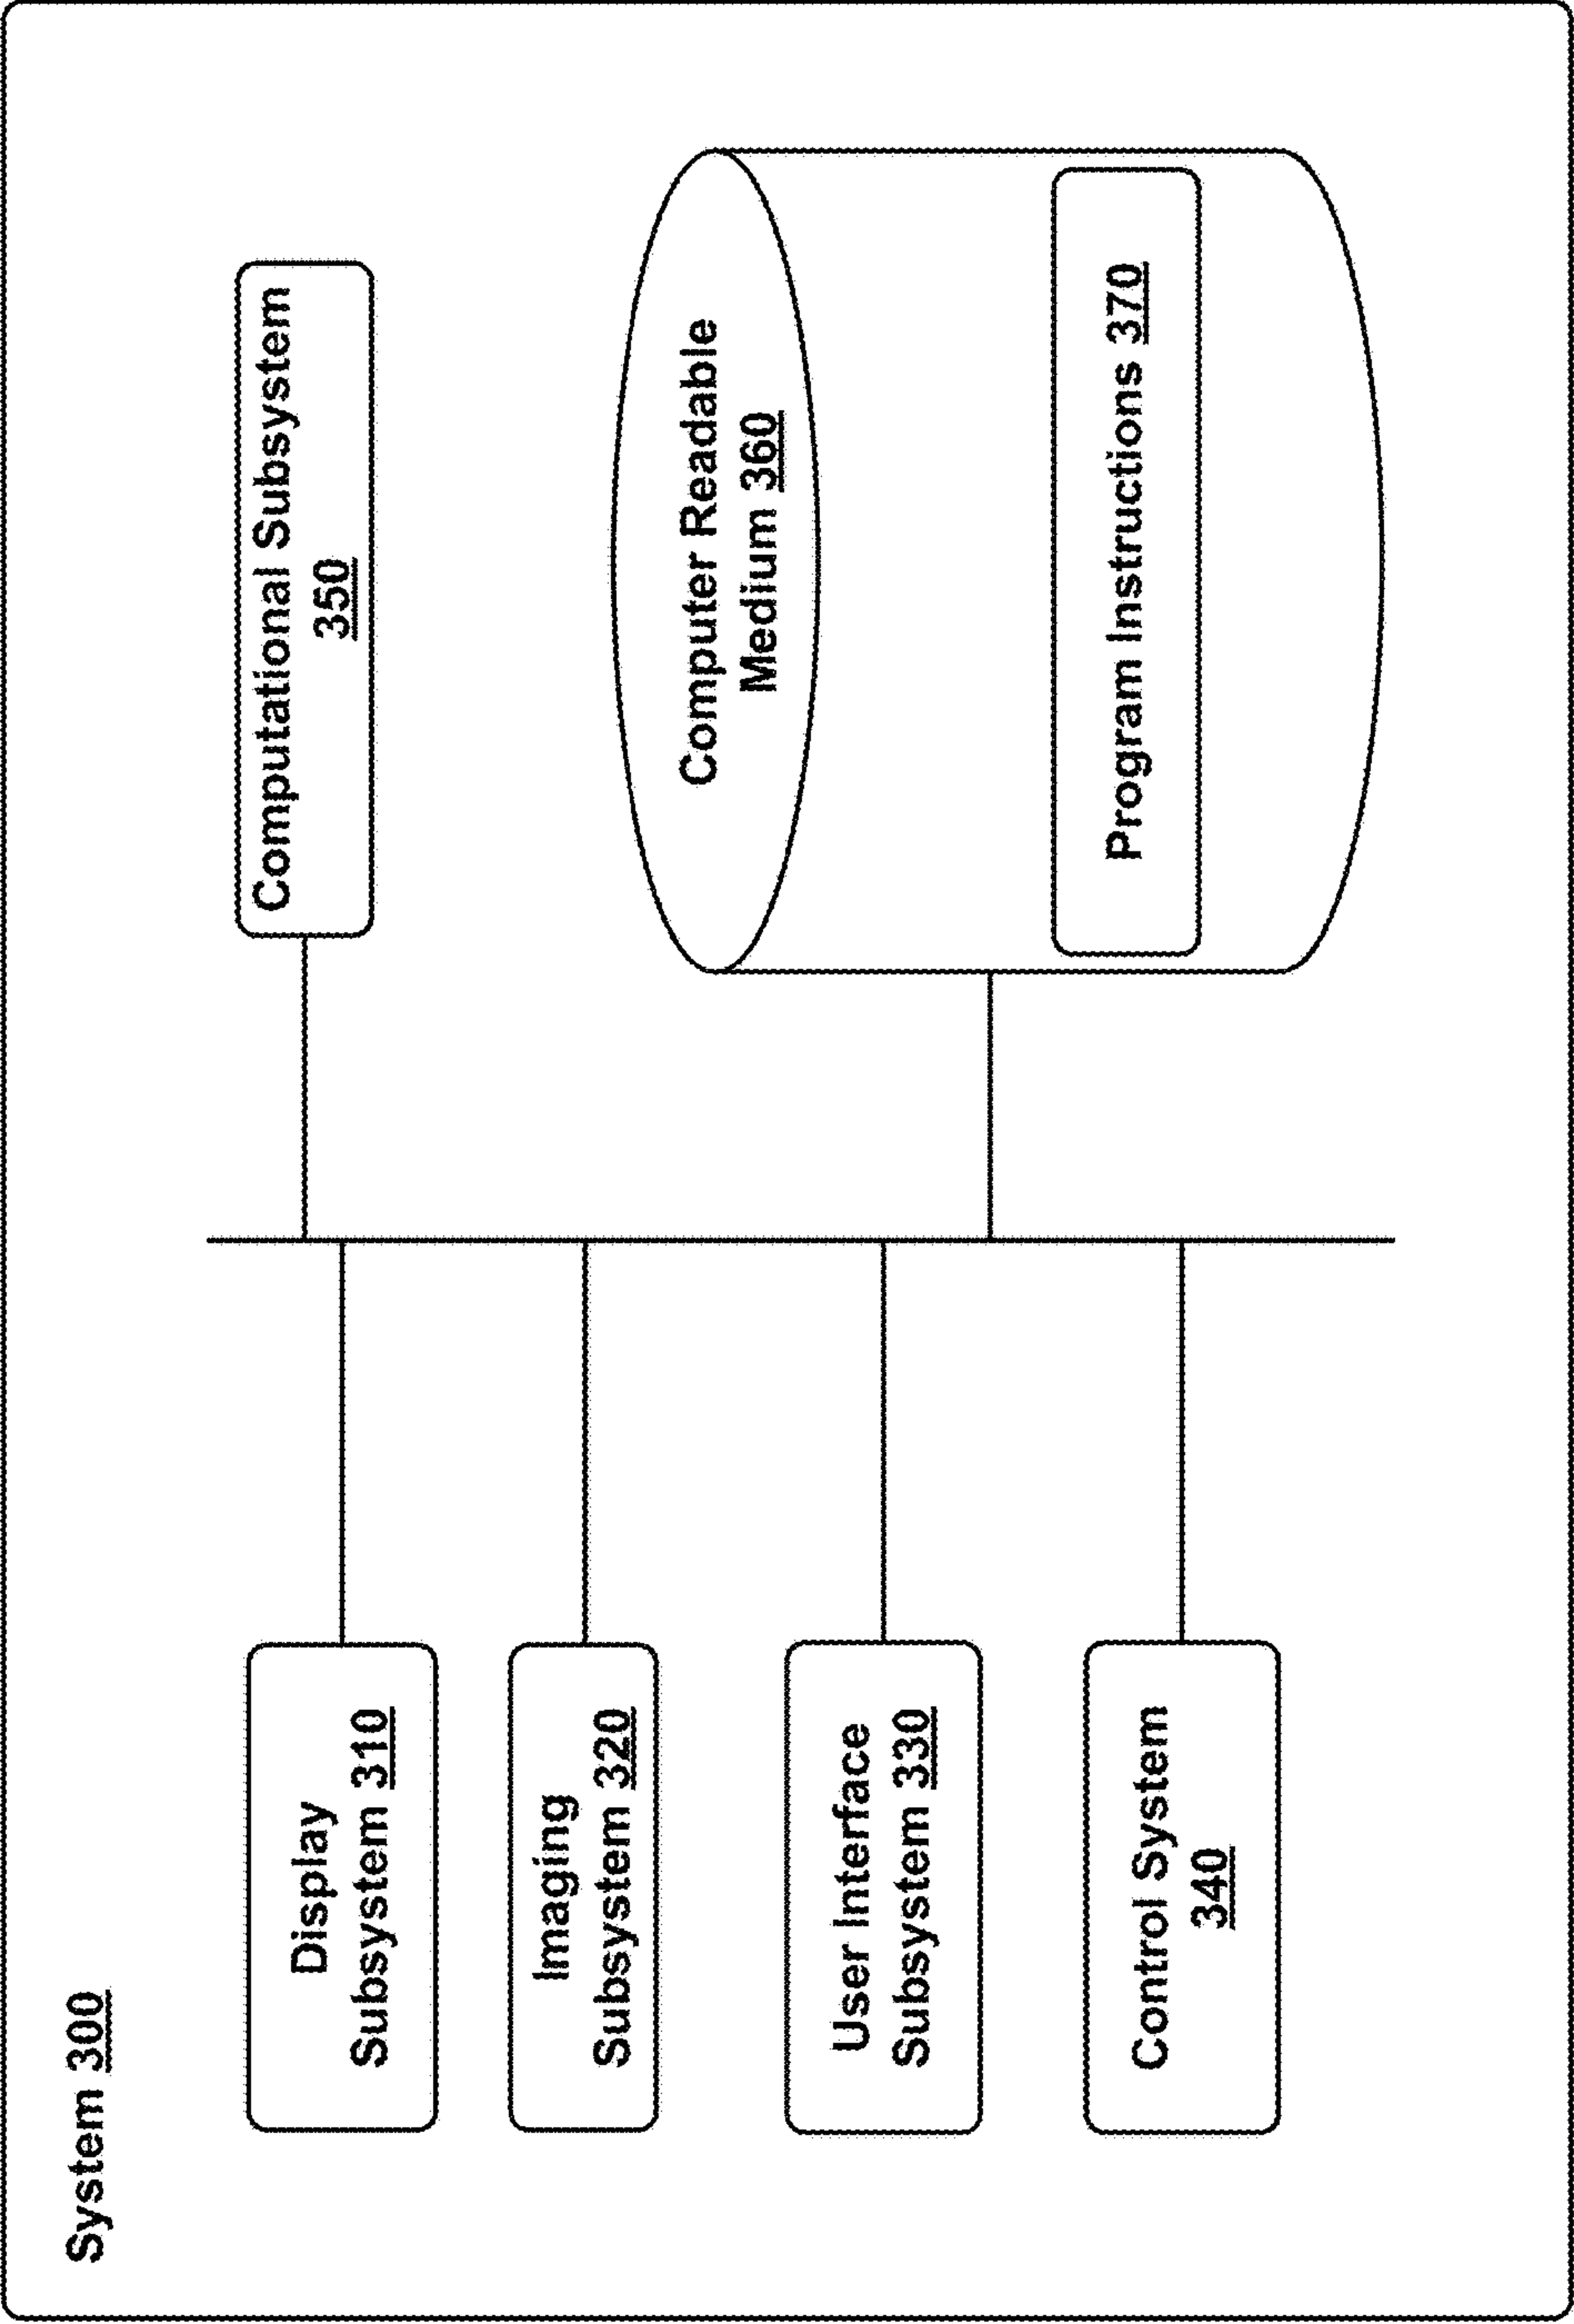 System 300
Display
Subsystem 310
Imaging
Subsystem 320
User Interface
Subsystem 330
Control System
340
Computational Subsystem
350
Computer Readable
Medium 360
Program Instructions 370